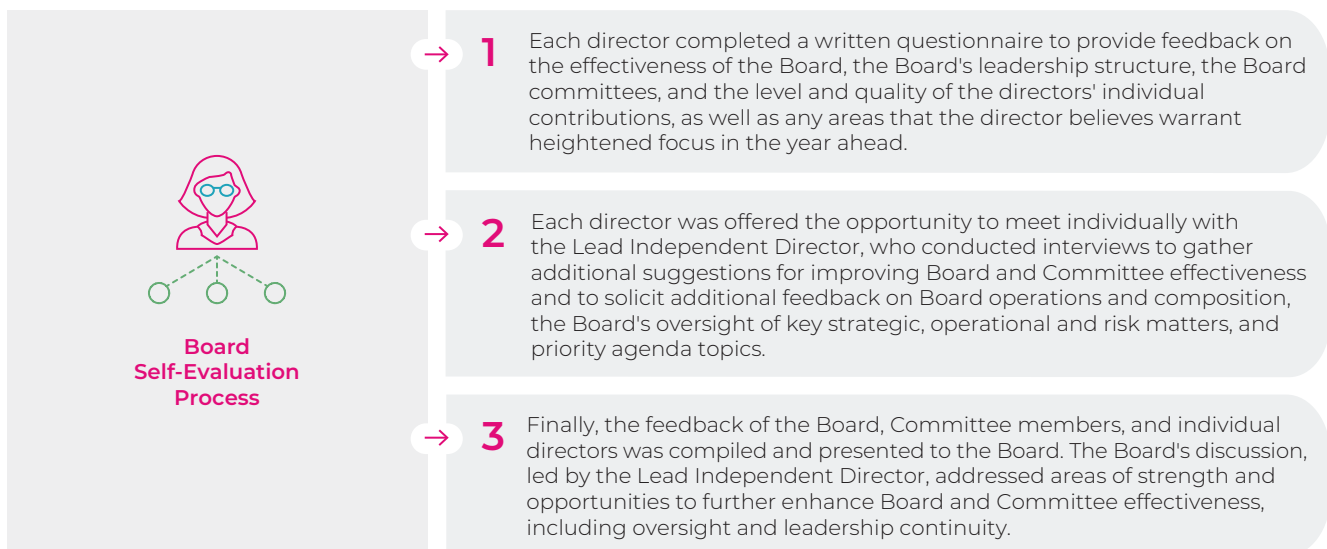 Board
Self-Evaluation
Process
1
Each director completed a written questionnaire to provide feedback on
the effectiveness of the Board, the Board's leadership structure, the Board
committees, and the level and quality of the directors' individual
contributions, as well as any areas that the director believes warrant
heightened focus in the year ahead.
2
Each director was offered the opportunity to meet individually with
the Lead Independent Director, who conducted interviews to gather
additional suggestions for improving Board and Committee effectiveness
and to solicit additional feedback on Board operations and composition,
the Board's oversight of key strategic, operational and risk matters, and
priority agenda topics.
3
Finally, the feedback of the Board, Committee members, and individual
directors was compiled and presented to the Board. The Board's discussion,
led by the Lead Independent Director, addressed areas of strength and
opportunities to further enhance Board and Committee effectiveness,
including oversight and leadership continuity.